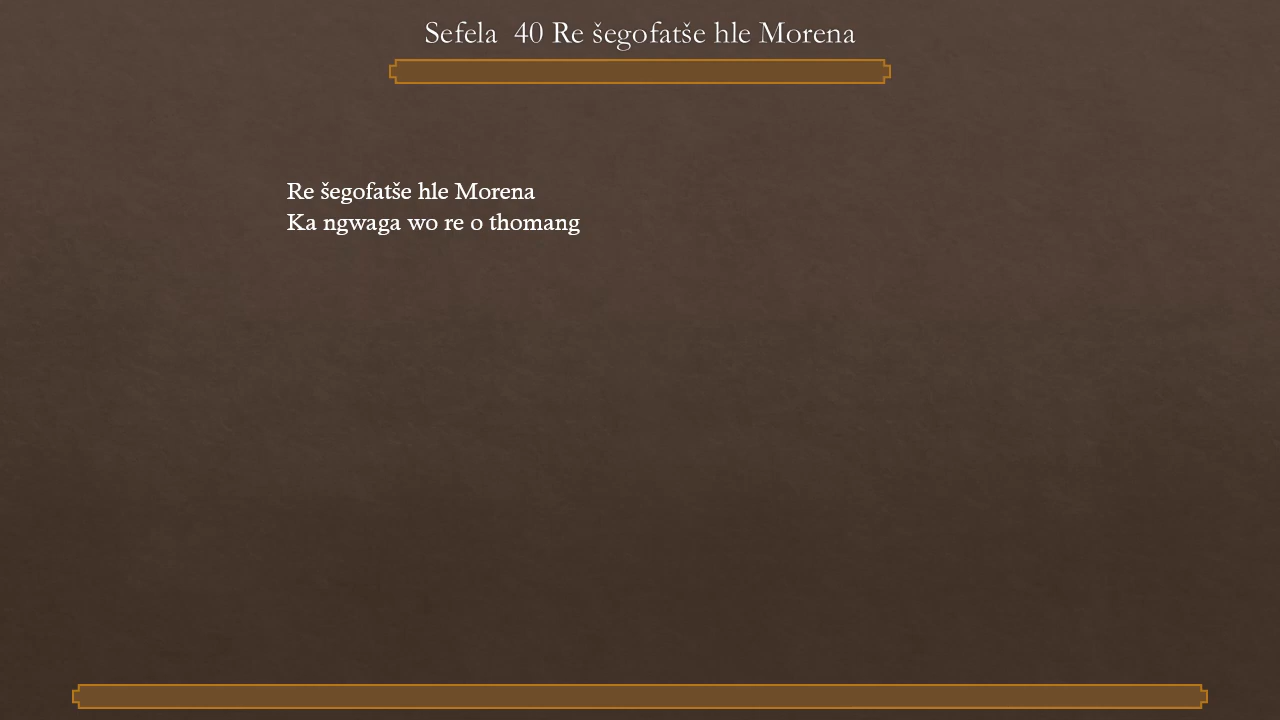 Sefela  40 Re šegofatše hle Morena
Re šegofatše hle Morena
Ka ngwaga wo re o thomang